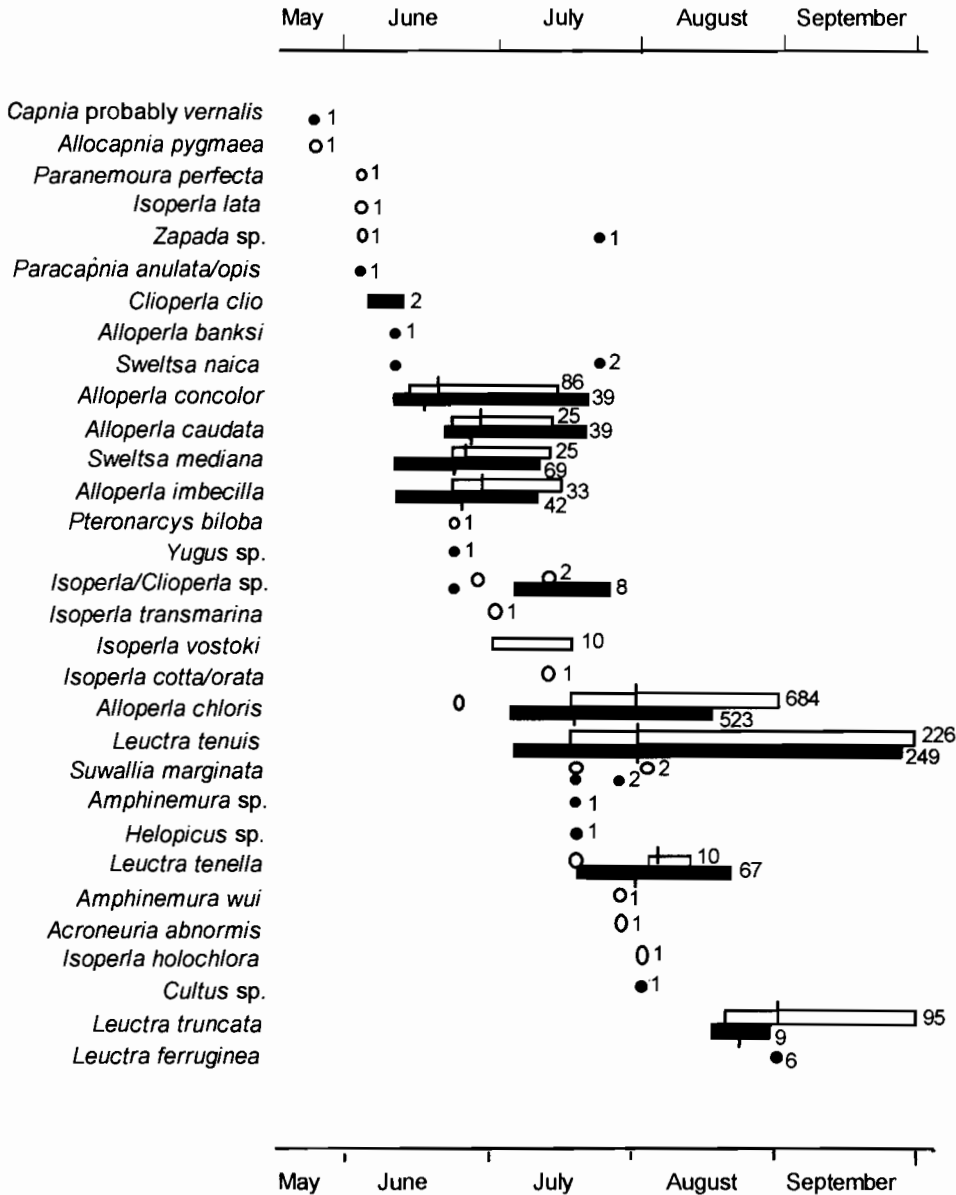 May June July August September
Capnia probably vernalis 1
Allocapnia pygmaea 1
Paranemoura perfecta 1
Isoperla lata 1
Zapada sp. 1 1
Paracapnia anulata/opis 1
Clioperla clio 2
Alloperla banksi 1
Sweltsa naica 2
Alloperla concolor 86 39
Alloperla caudata 25 39
Sweltsa mediana 25 69
Alloperla imbecilla 33 42
Pteronarcys biloba 1
Yugus sp. 1
Isoperla/Clioperla sp. 2 8
Isoperla transmarina 1
Isoperla vostoki 10
Isoperla cotta/orata 1
Alloperla chloris 684 523
Leuctra tenuis 226 249
Suwallia marginata 2 2
Amphinemura sp. 1
Helopicus sp. 1
Leuctra tenella 10 67
Amphinemura wui 1
Acroneuria abnormis 1
Isoperla holochlora 1
Cultus sp. 1
Leuctra truncata 95 9
Leuctra ferruginea 6
May June July August September